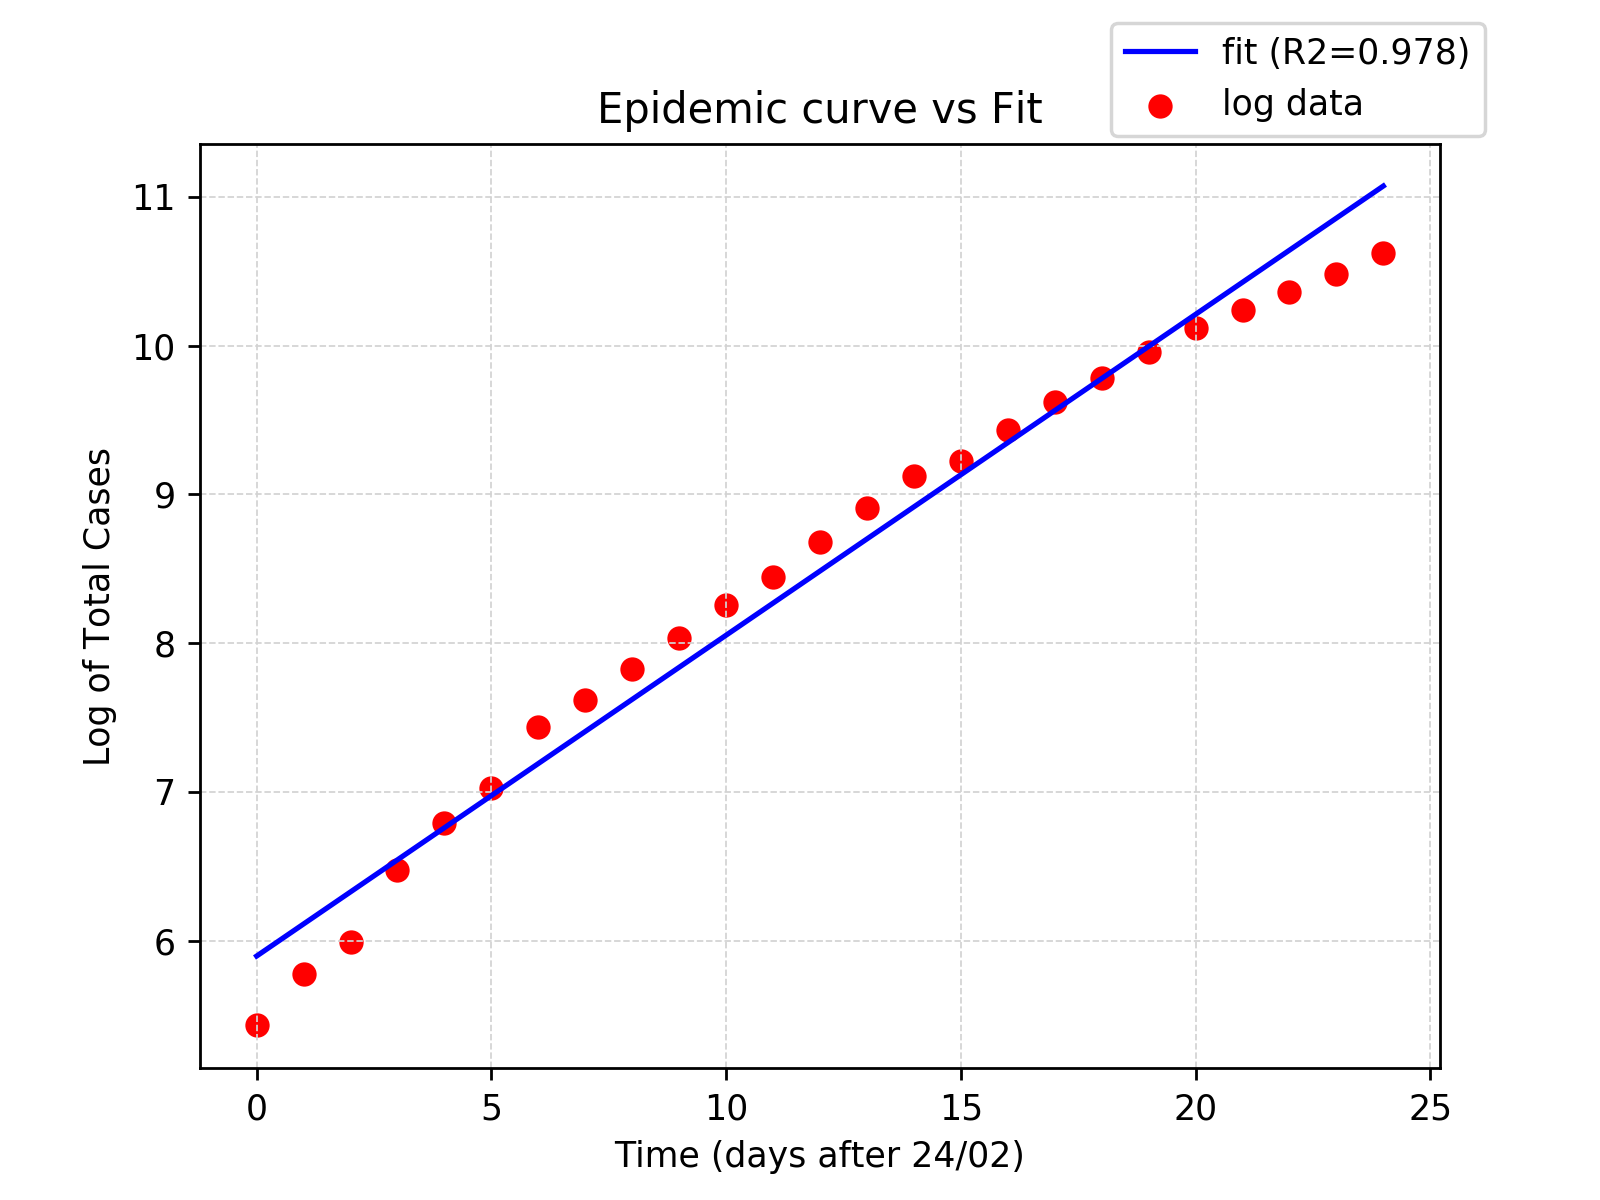 fit (R2=0.978)
log data
Epidemic curve vs Fit
11
10
9
8
7
6
Log of Total Cases
0 5 10 15 20 25
Time (days after 24/02)